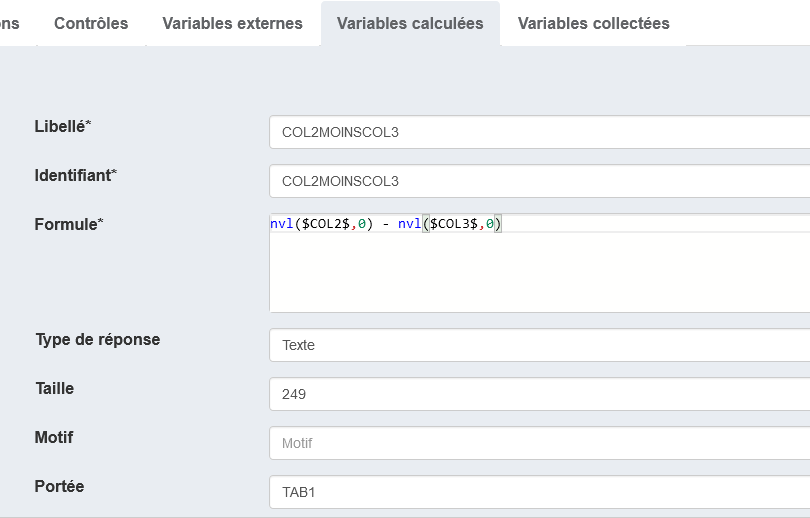 ns Contrôles Variables externes Variables calculées Variables collectées
Libellé* COL2MOINSCOL3
Identifiant* COL2MOINSCOL3
Formule* nvl($COL2$,0) - nvl($COL3$,0)
Type de réponse Texte
Taille 249
Motif Motif
Portée TAB1